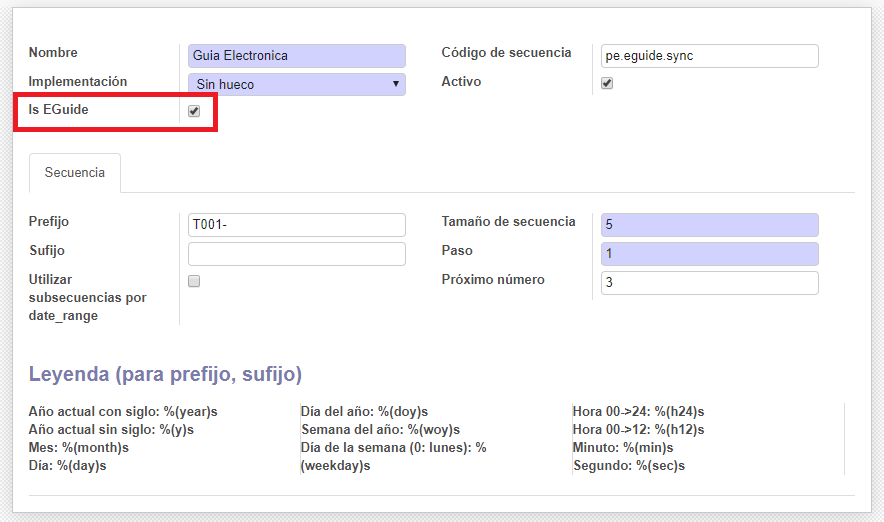 Nombre
Guia Electronica
Código de secuencia
pe.eguide.sync
Implementación
Sin hueco
Activo
Is EGuide
Secuencia
Prefijo
T001-
Tamaño de secuencia
5
Sufijo
Paso
1
Utilizar
subsecuencias por
date_range
Próximo número
3
Leyenda (para prefijo, sufijo)
Año actual con siglo: %(year)s
Año actual sin siglo: %(y)s
Mes: %(month)s
Día: %(day)s
Día del año: %(doy)s
Semana del año: %(woy)s
Día de la semana (0: lunes): %
(weekday)s
Hora 00->24: %(h24)s
Hora 00->12: %(h12)s
Minuto: %(min)s
Segundo: %(sec)s